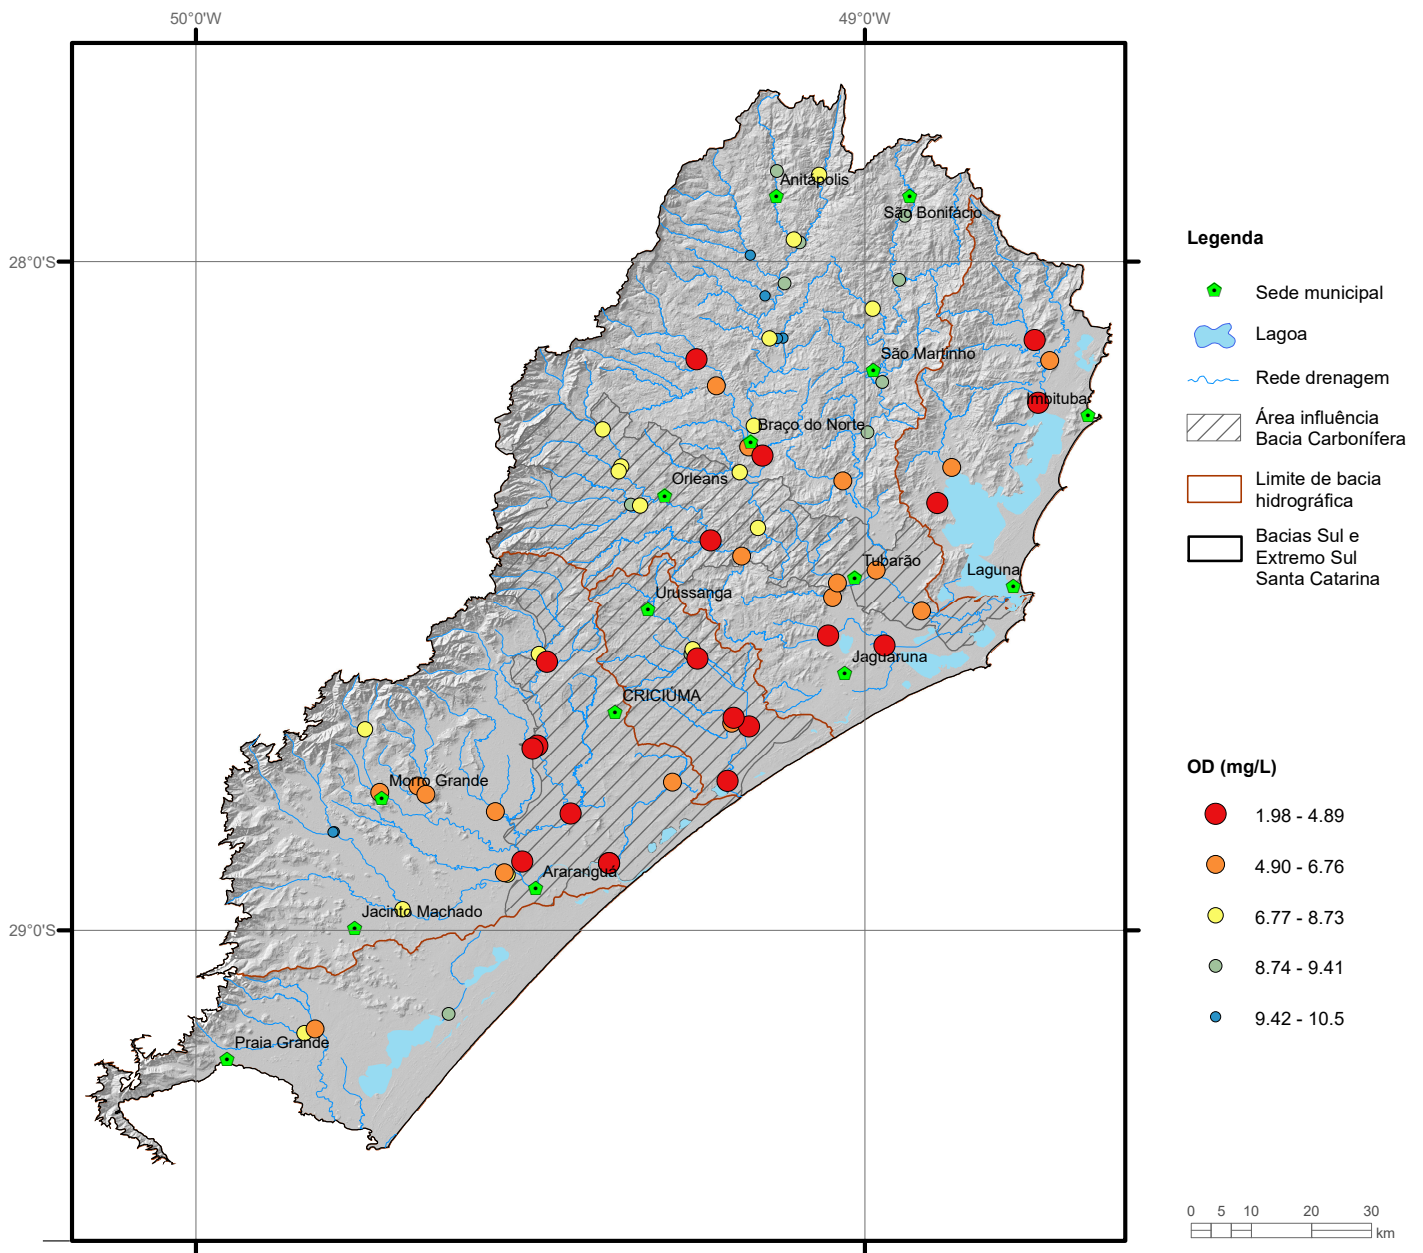 50°0'W
49°0'W
28°0'S
29°0'S
Anitápolis
São Bonifácio
São Martinho
Imbituba
Braço do Norte
Orleans
Tubarão
Laguna
Urussanga
Jaguaruna
CRICIÚMA
Morro Grande
Araranguá
Jacinto Machado
Praia Grande
Legenda
Sede municipal
Lagoa
Rede drenagem
Área influência
Bacia Carbonífera
Limite de bacia
hidrográfica
Bacias Sul e
Extremo Sul
Santa Catarina
OD (mg/L)
1.98 - 4.89
4.90 - 6.76
6.77 - 8.73
8.74 - 9.41
9.42 - 10.5
0 5 10 20 30
km